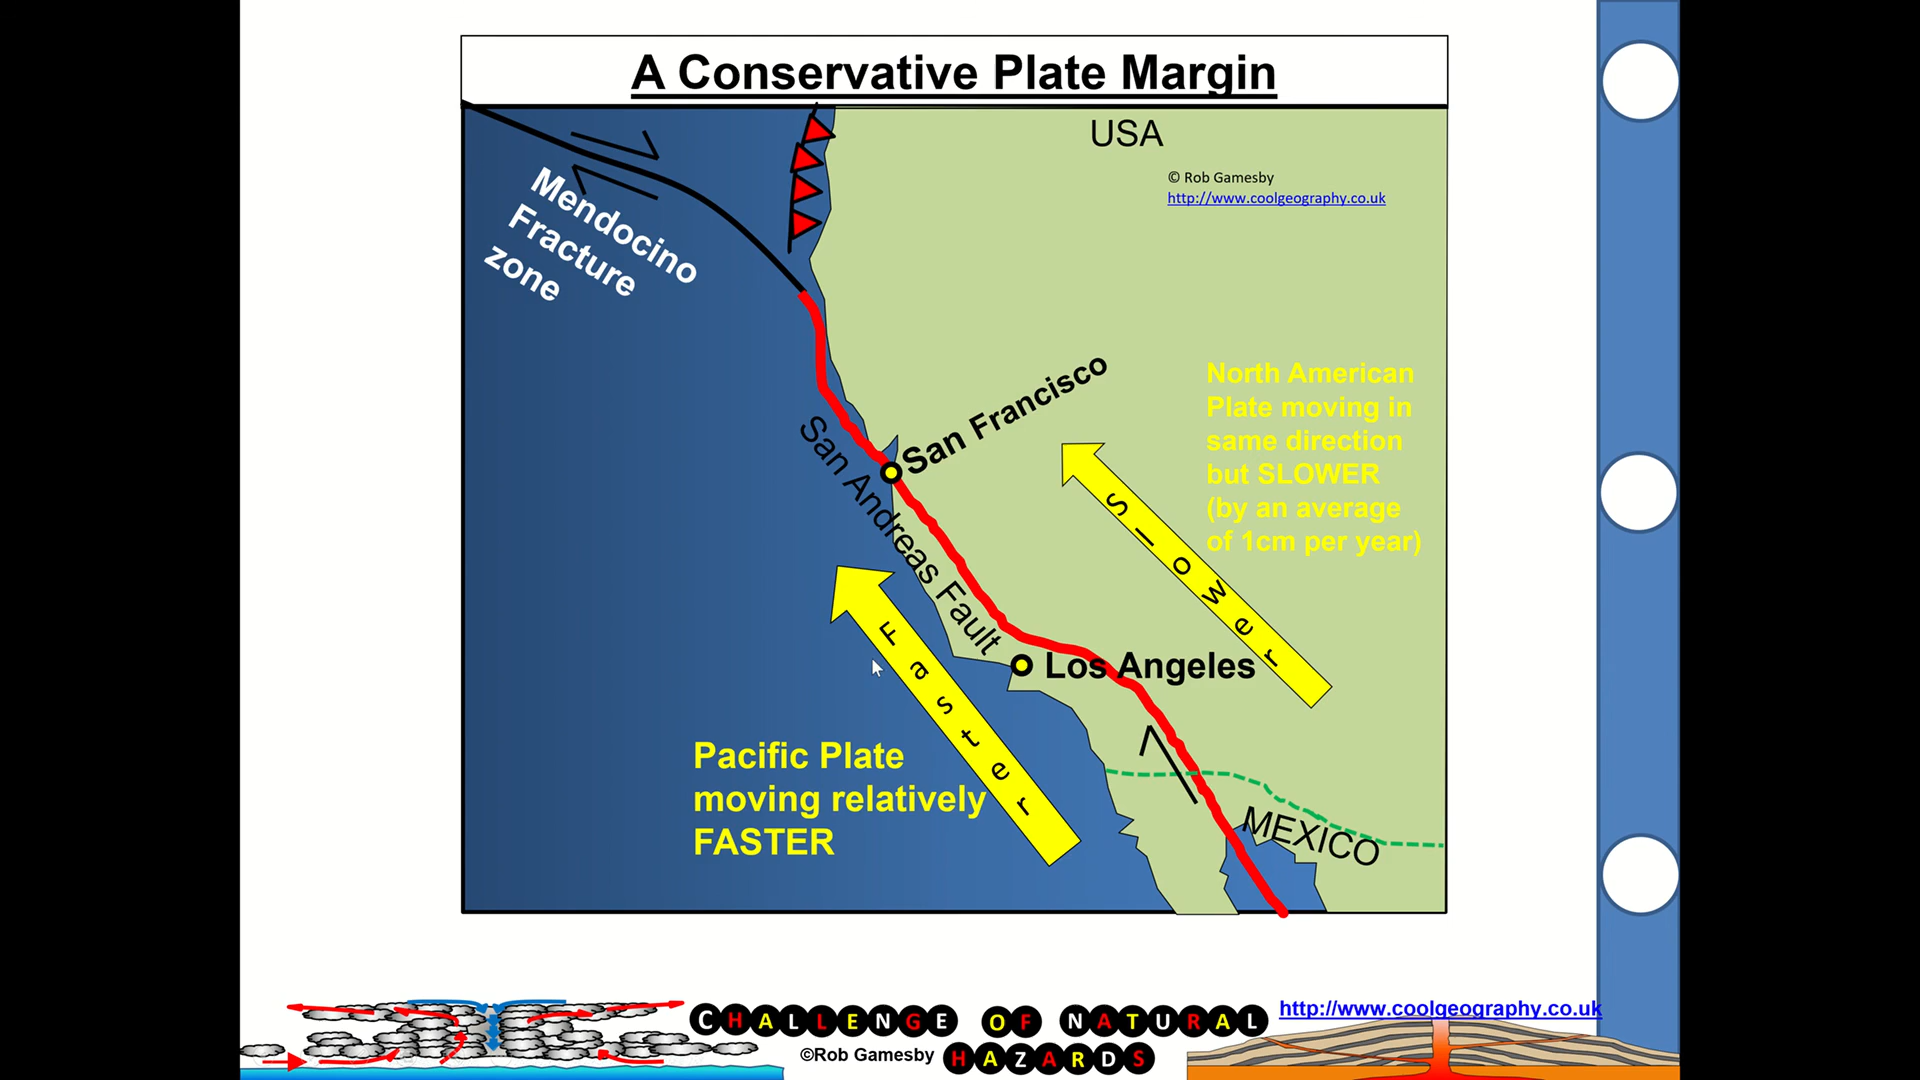 A Conservative Plate Margin
USA
© Rob Gamesby
http://www.coolgeography.co.uk
Mendocino
Fracture
zone
San Francisco
North American
Plate moving in
same direction
but SLOWER
(by an average
of 1cm per year)
Slower
San Andreas Fault
Faster
Los Angeles
Pacific Plate
moving relatively
FASTER
MEXICO
CHALLENGE OF NATURAL
HAZARDS
©Rob Gamesby
http://www.coolgeography.co.uk